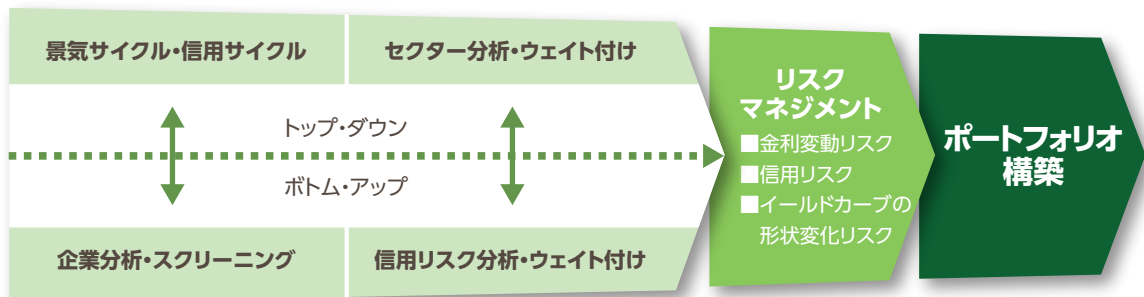 景気サイクル・信用サイクル
セクター分析・ウェイト付け
トップ・ダウン
ボトム・アップ
企業分析・スクリーニング
信用リスク分析・ウェイト付け
リスク
マネジメント
■金利変動リスク
■信用リスク
■イールドカーブの
形状変化リスク
ポートフォリオ
構築